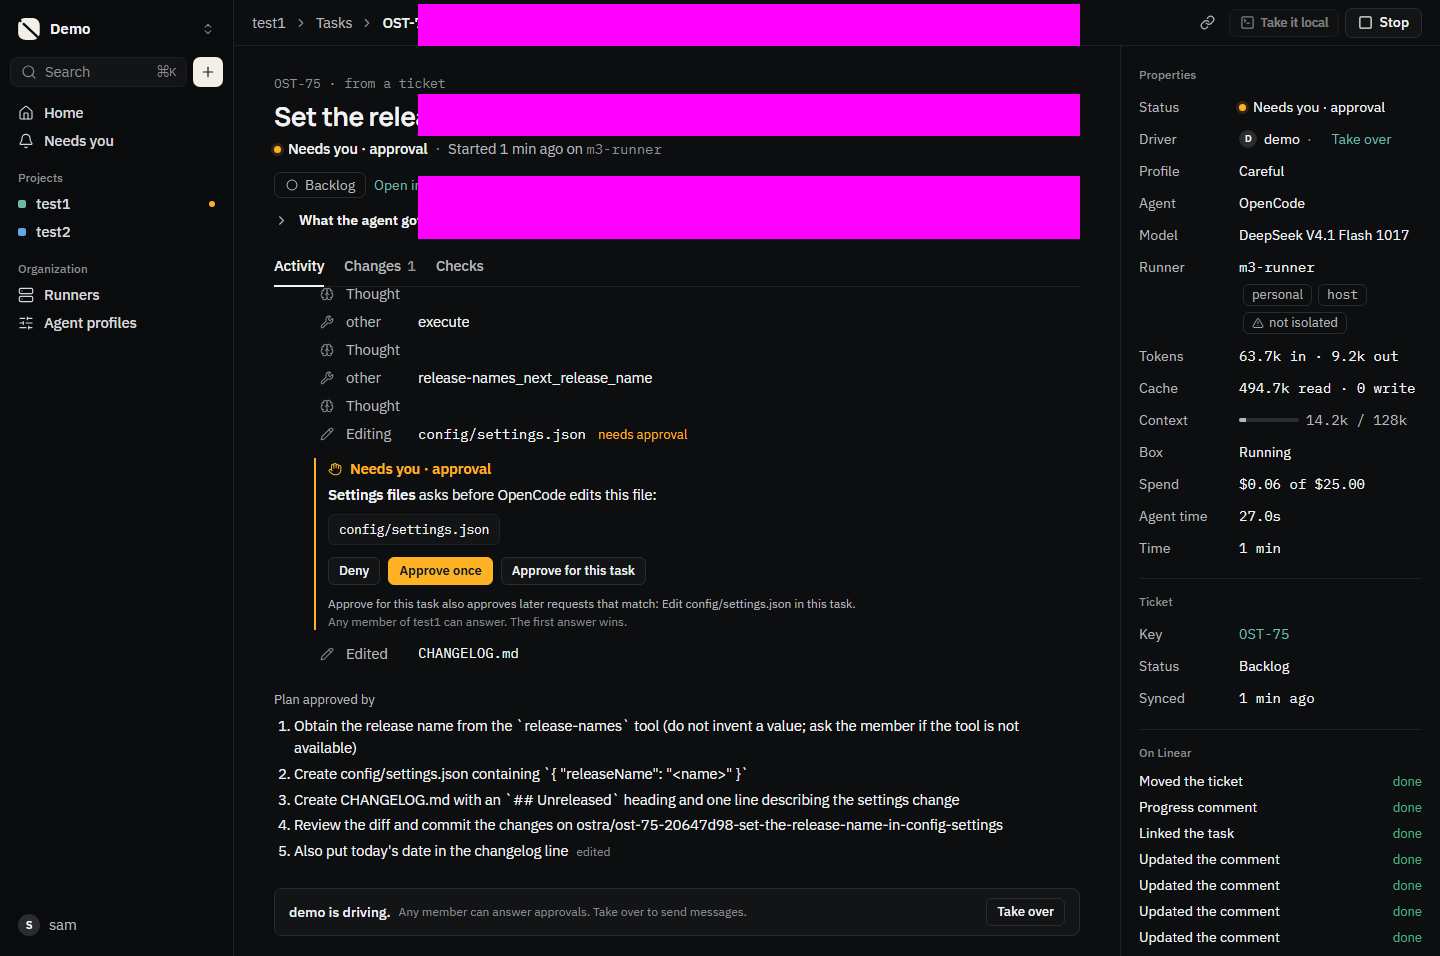 Demo
test1 > Tasks > OST-
Take it local
Stop
Search ⌘K +
Home
Needs you
Projects
test1
test2
Organization
Runners
Agent profiles
S sam
OST-75 · from a ticket
Set the
Needs you · approval · Started 1 min ago on m3-runner
Backlog Open
What the agent
Activity Changes 1 Checks
Thought
other execute
Thought
other release-names_next_release_name
Thought
Editing config/settings.json needs approval
Needs you · approval
Settings files asks before OpenCode edits this file:
config/settings.json
Deny Approve once Approve for this task
Approve for this task also approves later requests that match: Edit config/settings.json in this task.
Any member of test1 can answer. The first answer wins.
Edited CHANGELOG.md
Plan approved by
1. Obtain the release name from the `release-names` tool (do not invent a value; ask the member if the tool is not
available)
2. Create config/settings.json containing `{ "releaseName": "<name>" }`
3. Create CHANGELOG.md with an `## Unreleased` heading and one line describing the settings change
4. Review the diff and commit the changes on ostra/ost-75-20647d98-set-the-release-name-in-config-settings
5. Also put today's date in the changelog line edited
demo is driving. Any member can answer approvals. Take over to send messages. Take over
Properties
Status Needs you · approval
Driver D demo · Take over
Profile Careful
Agent OpenCode
Model DeepSeek V4.1 Flash 1017
Runner m3-runner
personal host
not isolated
Tokens 63.7k in · 9.2k out
Cache 494.7k read · 0 write
Context 14.2k / 128k
Box Running
Spend $0.06 of $25.00
Agent time 27.0s
Time 1 min
Ticket
Key OST-75
Status Backlog
Synced 1 min ago
On Linear
Moved the ticket done
Progress comment done
Linked the task done
Updated the comment done
Updated the comment done
Updated the comment done
Updated the comment done